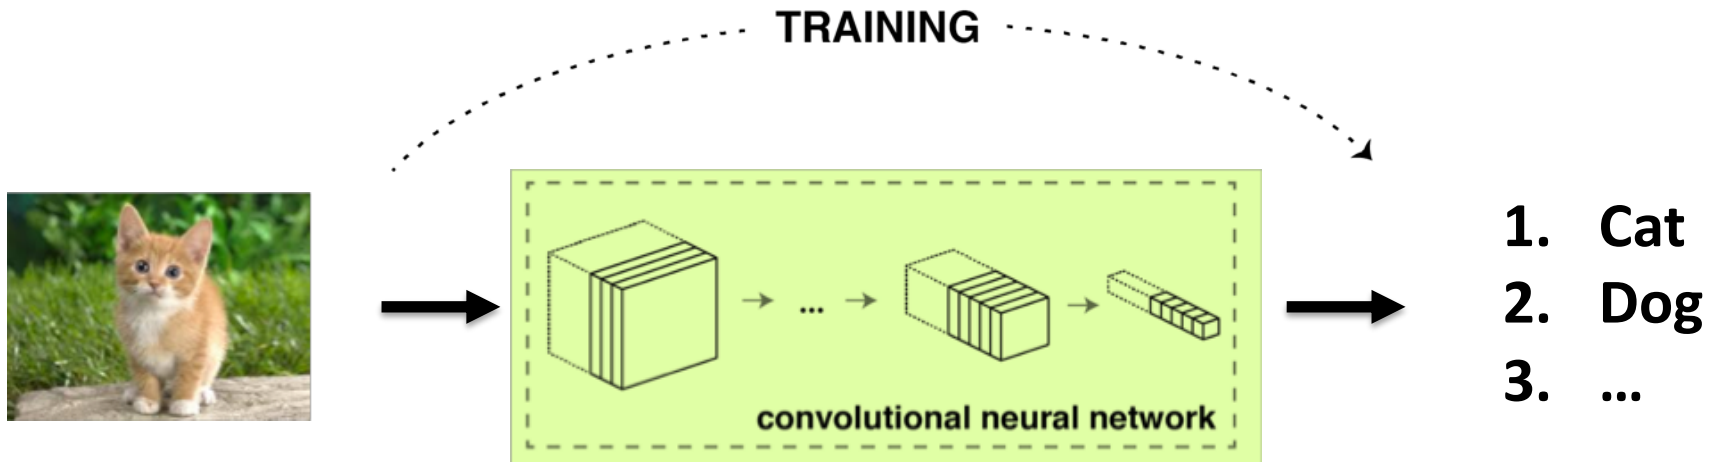 TRAINING
1. Cat
2. Dog
3. ...
...
convolutional neural network